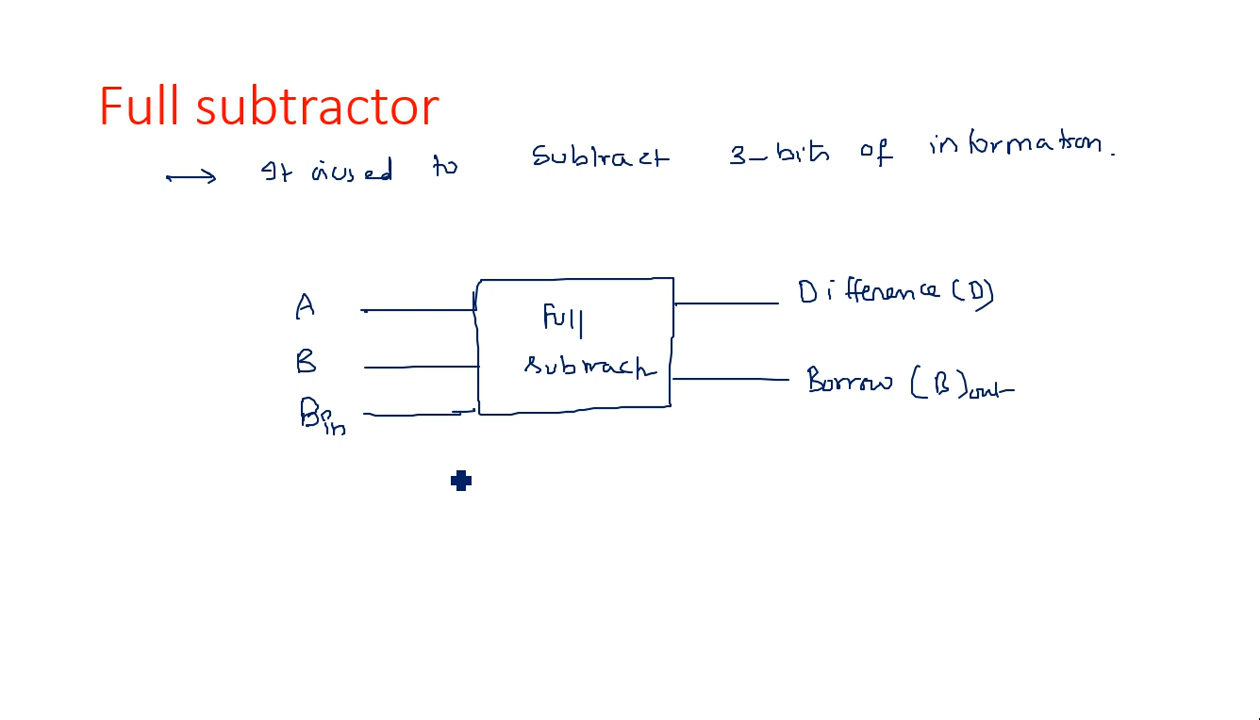 Full subtractor
→ It is used to subtract 3-bits of information.
A
B
Bin
Full
subtract
Difference (D)
Borrow (B)out